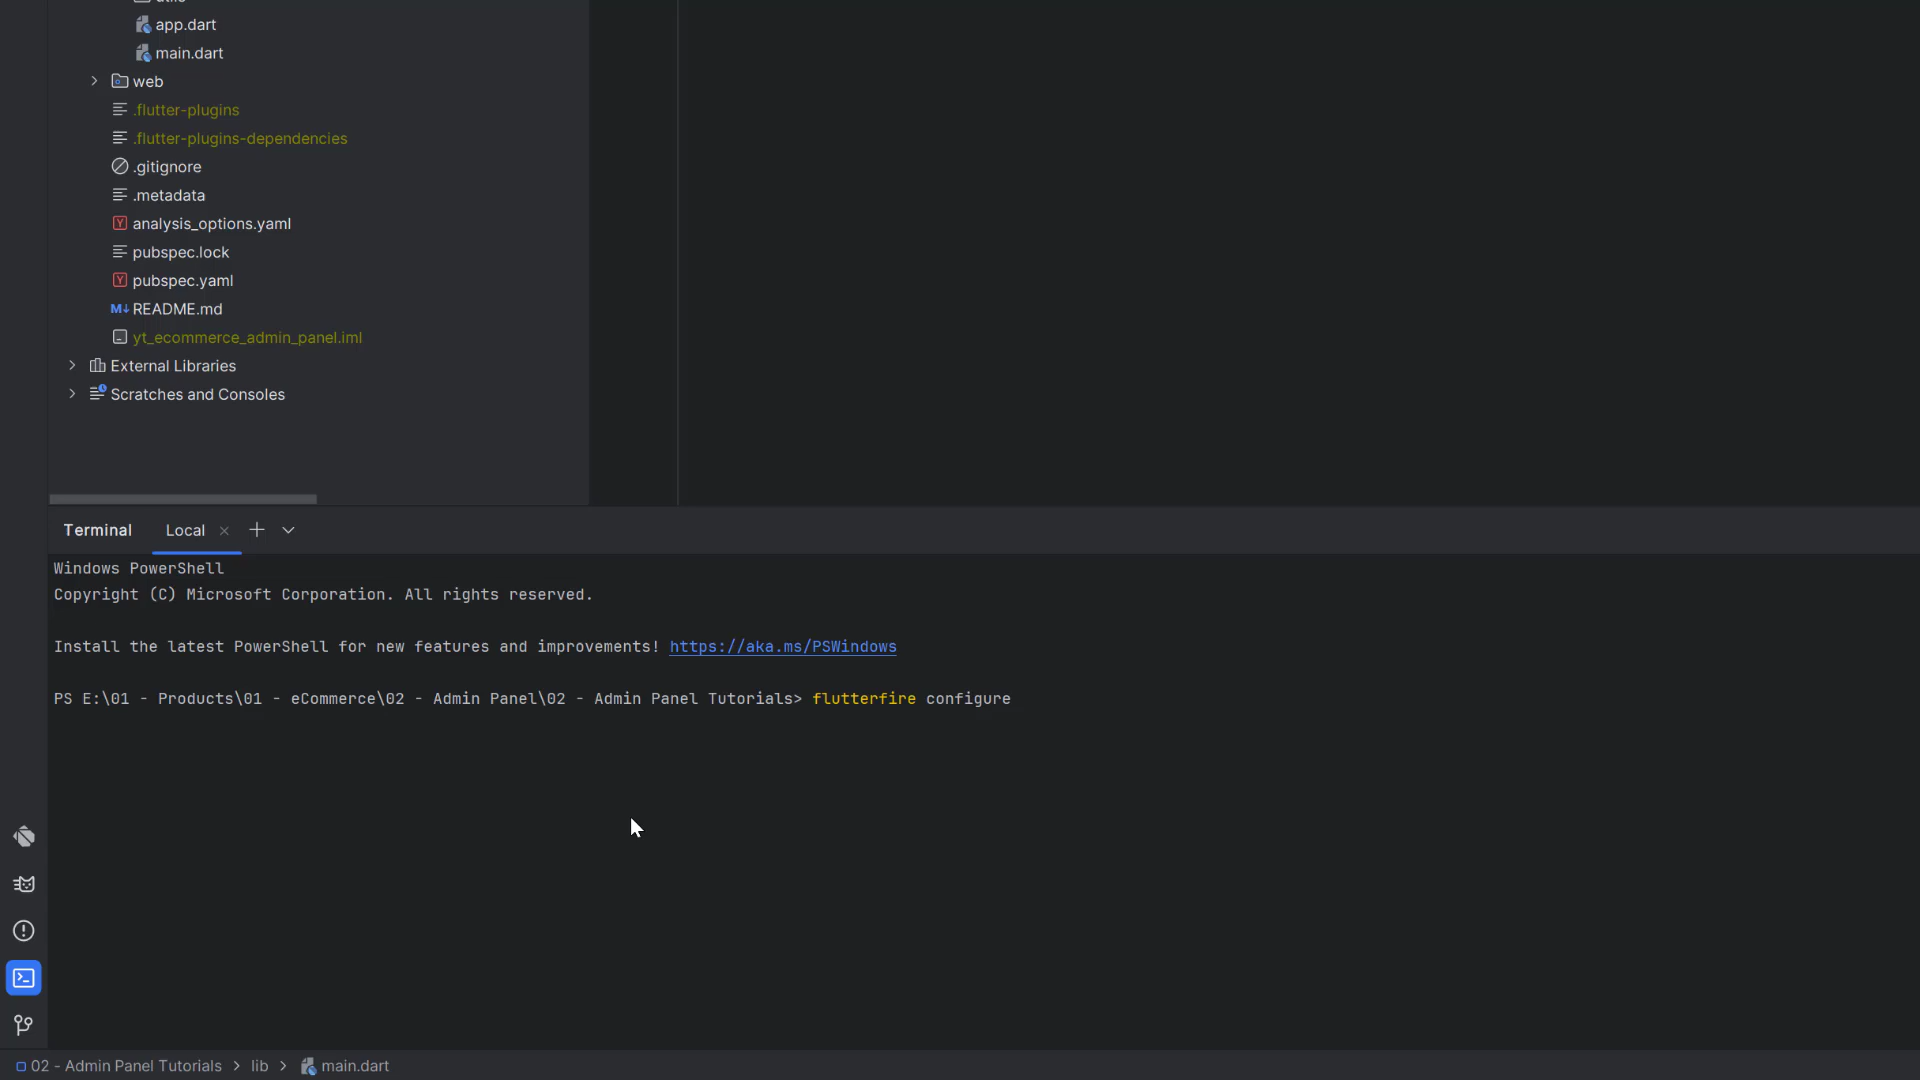 app.dart
main.dart
web
.flutter-plugins
.flutter-plugins-dependencies
.gitignore
.metadata
analysis_options.yaml
pubspec.lock
pubspec.yaml
README.md
yt_ecommerce_admin_panel.iml
External Libraries
Scratches and Consoles
Terminal Local
Windows PowerShell
Copyright (C) Microsoft Corporation. All rights reserved.
Install the latest PowerShell for new features and improvements! https://aka.ms/PSWindows
PS E:\01 - Products\01 - eCommerce\02 - Admin Panel\02 - Admin Panel Tutorials> flutterfire configure
02 - Admin Panel Tutorials > lib > main.dart